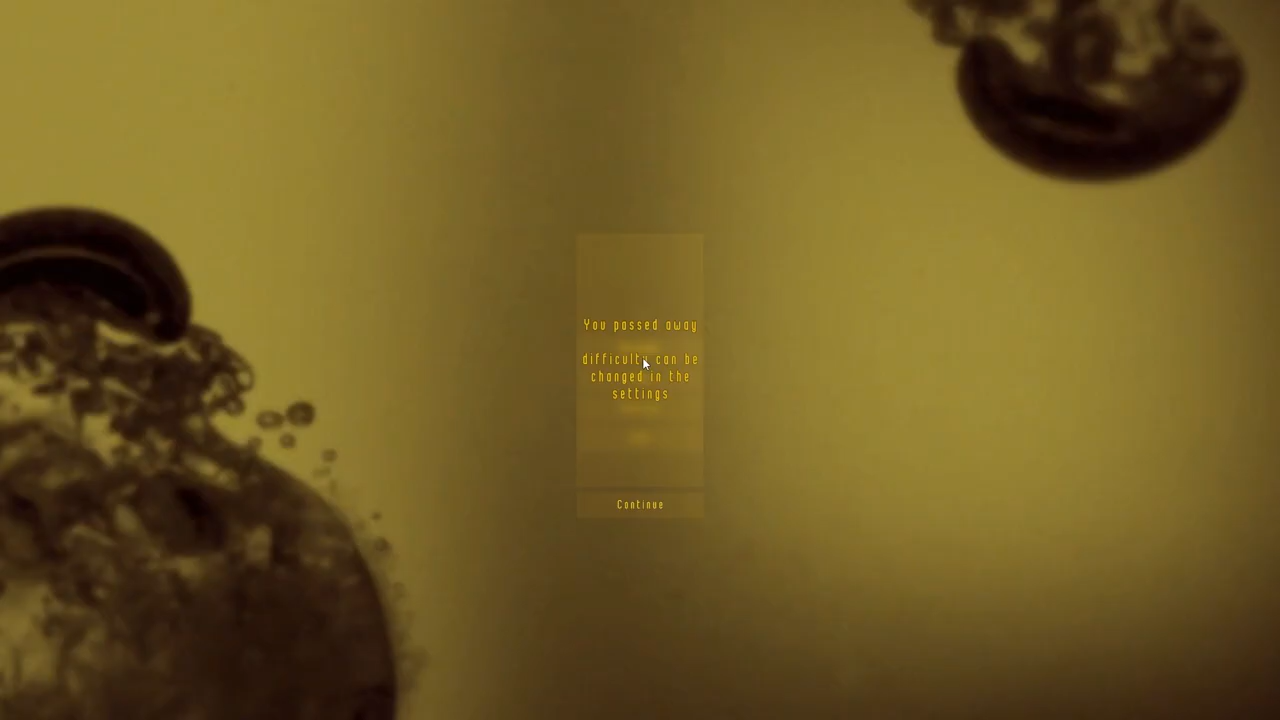 You passed away
difficulty can be
changed in the
settings
Continue